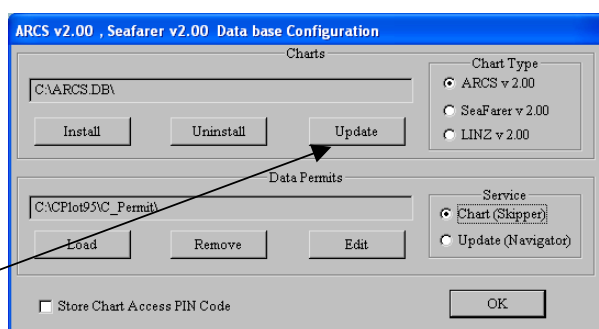 ARCS v2.00 , Seafarer v2.00 Data base Configuration
Charts
C:\ARCS.DB\
Install Uninstall Update
Chart Type
ARCS v 2.00
SeaFarer v 2.00
LINZ v 2.00
Data Permits
C:\CPlot95\C_Permit\
Load Remove Edit
Service
Chart (Skipper)
Update (Navigator)
Store Chart Access PIN Code
OK